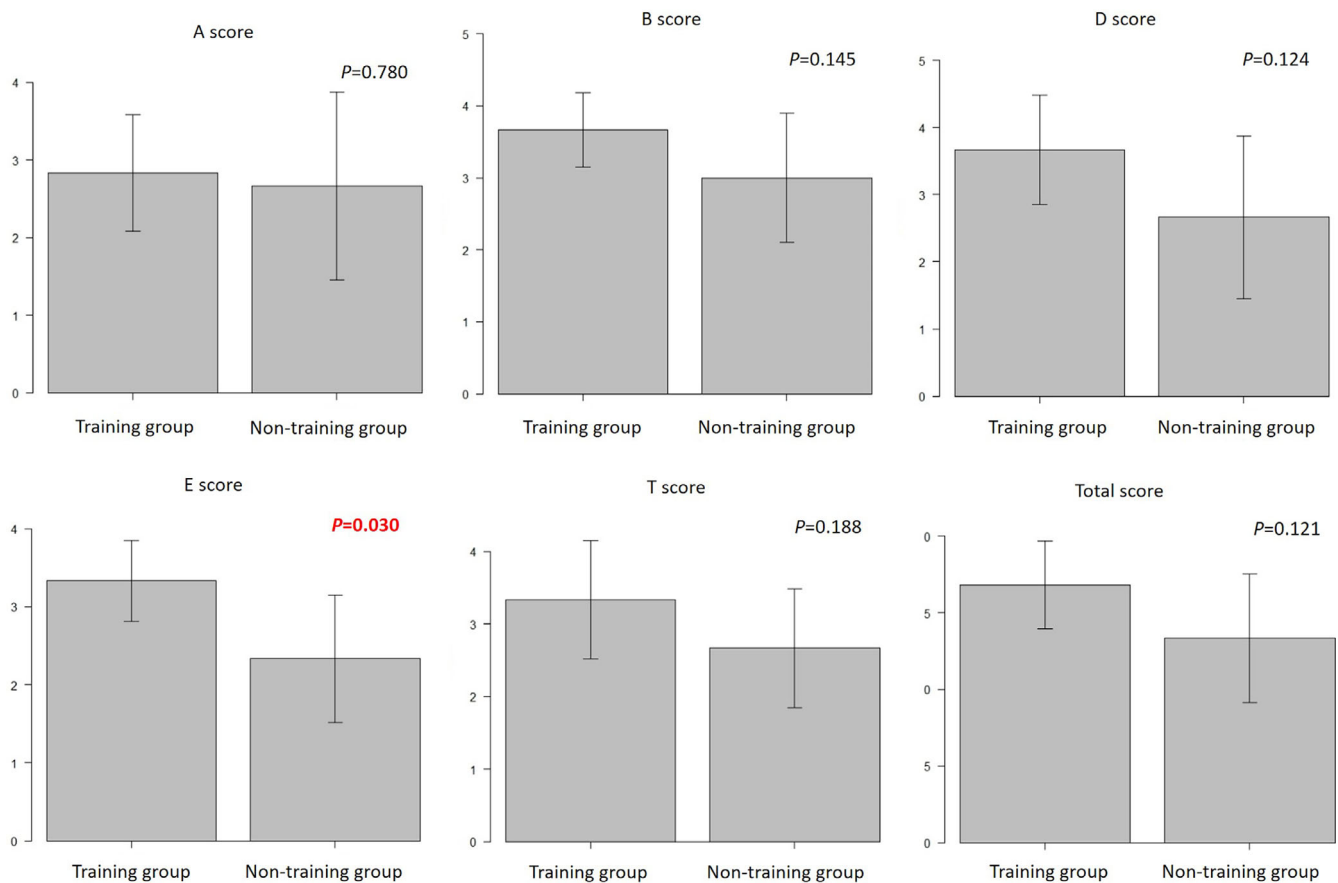 A score
P=0.780
4
3
2
1
0
Training group
Non-training group
B score
P=0.145
5
4
3
2
1
0
Training group
Non-training group
D score
P=0.124
5
4
3
2
1
0
Training group
Non-training group
E score
P=0.030
4
3
2
1
0
Training group
Non-training group
T score
P=0.188
4
3
2
1
0
Training group
Non-training group
Total score
P=0.121
0
5
0
5
0
Training group
Non-training group